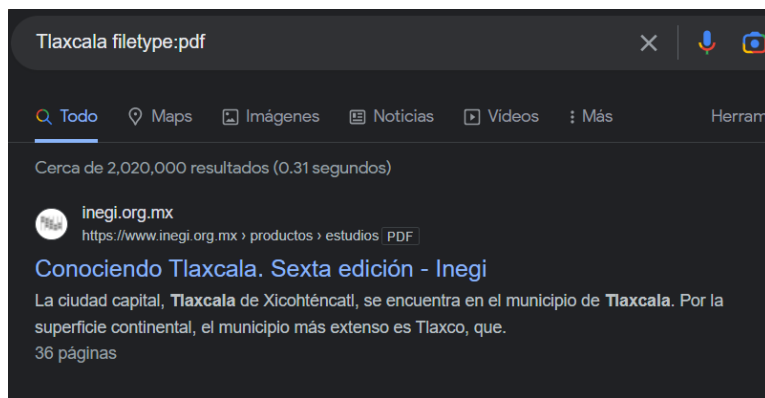 Tlaxcala filetype:pdf
Todo Maps Imágenes Noticias Vídeos Más Herram
Cerca de 2,020,000 resultados (0.31 segundos)
inegi.org.mx
https://www.inegi.org.mx › productos › estudios PDF
Conociendo Tlaxcala. Sexta edición - Inegi
La ciudad capital, Tlaxcala de Xicohténcatl, se encuentra en el municipio de Tlaxcala. Por la
superficie continental, el municipio más extenso es Tlaxco, que.
36 páginas